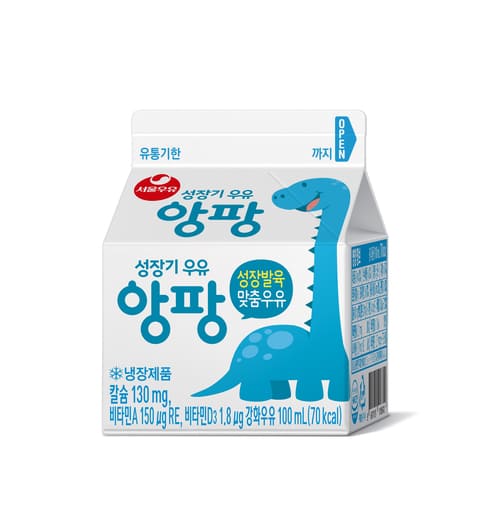 OPEN
유통기한 까지
서울우유
성장기 우유
앙팡
성장기 우유
앙팡
성장발육
맞춤우유
냉장제품
칼슘 130 mg,
비타민A 150 µg RE, 비타민D3 1.8 µg 강화우유 100 mL(70 kcal)